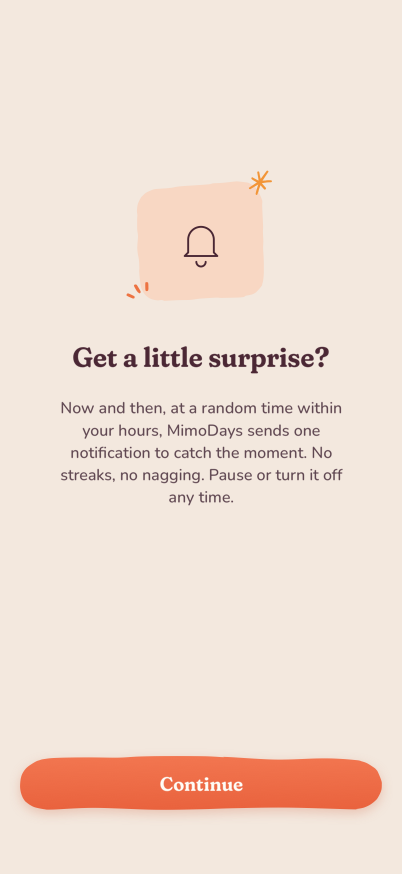 Get a little surprise?
Now and then, at a random time within
your hours, MimoDays sends one
notification to catch the moment. No
streaks, no nagging. Pause or turn it off
any time.
Continue